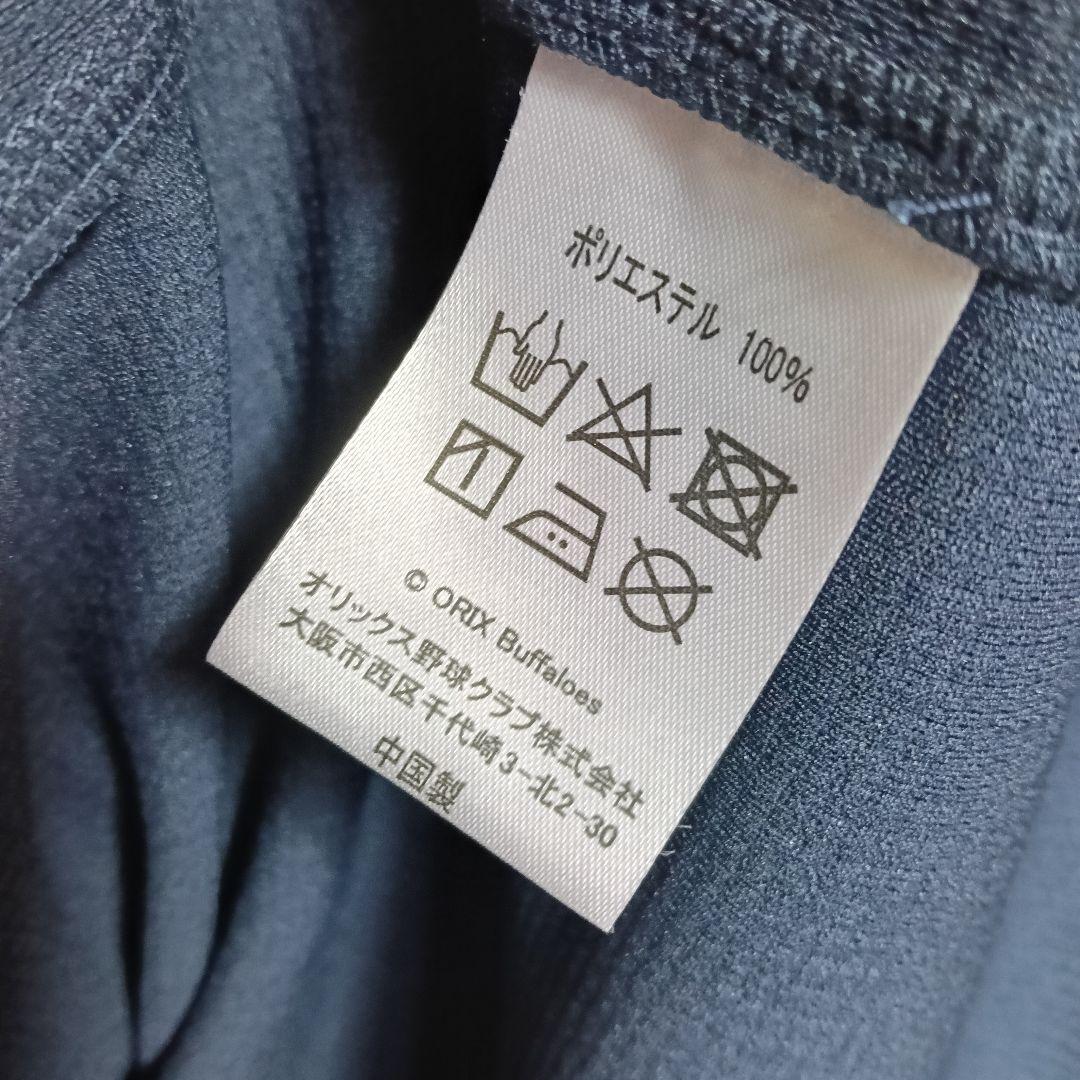 ポリエステル 100%
© ORIX Buffaloes
オリックス野球クラブ株式会社
大阪市西区千代崎3-北2-30
中国製